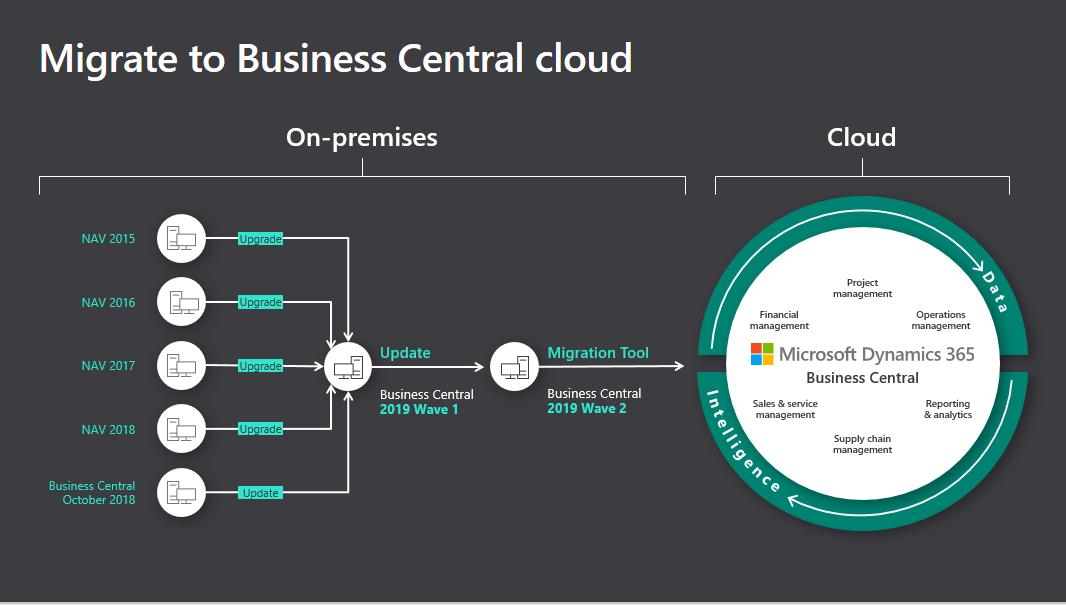 Migrate to Business Central cloud
On-premises
Cloud
NAV 2015
Upgrade
NAV 2016
Upgrade
NAV 2017
Upgrade
NAV 2018
Upgrade
Business Central
October 2018
Update
Update
Business Central
2019 Wave 1
Migration Tool
Business Central
2019 Wave 2
Data
Project
management
Financial
management
Operations
management
Microsoft Dynamics 365
Business Central
Sales & service
management
Reporting
& analytics
Supply chain
management
Intelligence